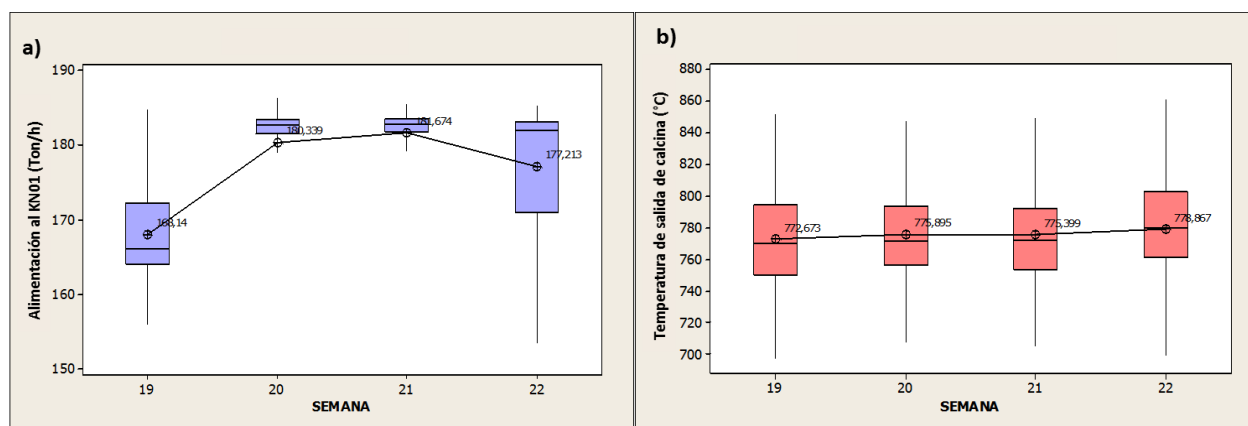 a)
Alimentación al KN01 (Ton/h)
190
180
170
160
150
168,14
180,339
181,674
177,213
19 20 21 22
SEMANA
b)
Temperatura de salida de calcina (°C)
880
860
840
820
800
780
760
740
720
700
772,673
775,895
775,399
778,867
19 20 21 22
SEMANA